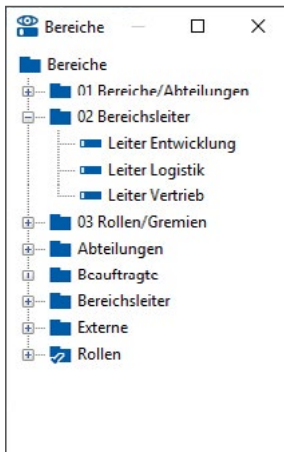 Bereiche
Bereiche
01 Bereiche/Abteilungen
02 Bereichsleiter
Leiter Entwicklung
Leiter Logistik
Leiter Vertrieb
03 Rollen/Gremien
Abteilungen
Beauftragte
Bereichsleiter
Externe
Rollen